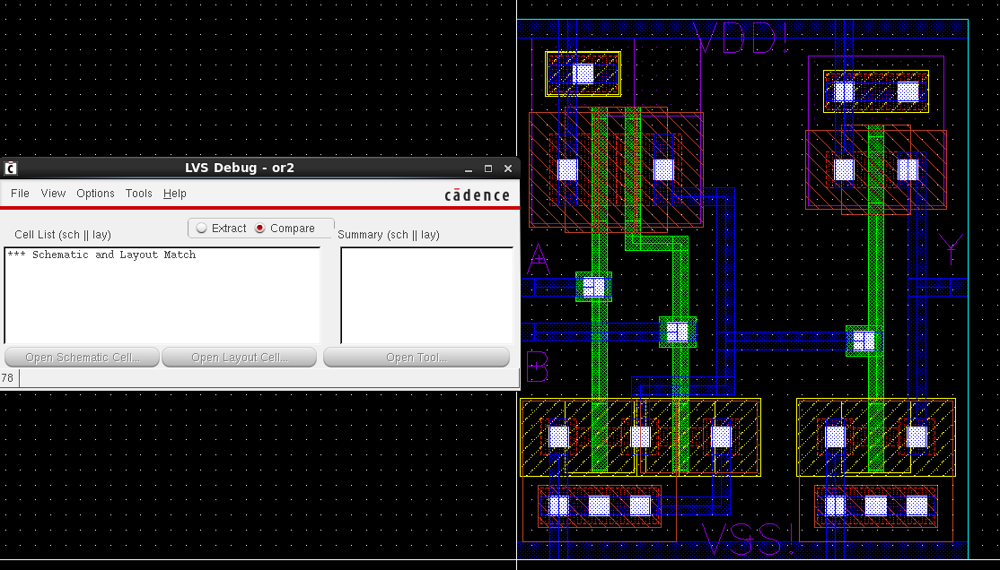 VDD!
LVS Debug - or2
File View Options Tools Help
cādence
Extract Compare
Cell List (sch || lay) Summary (sch || lay)
*** Schematic and Layout Match
Open Schematic Cell... Open Layout Cell... Open Tool...
78
A
Y
B
VSS!